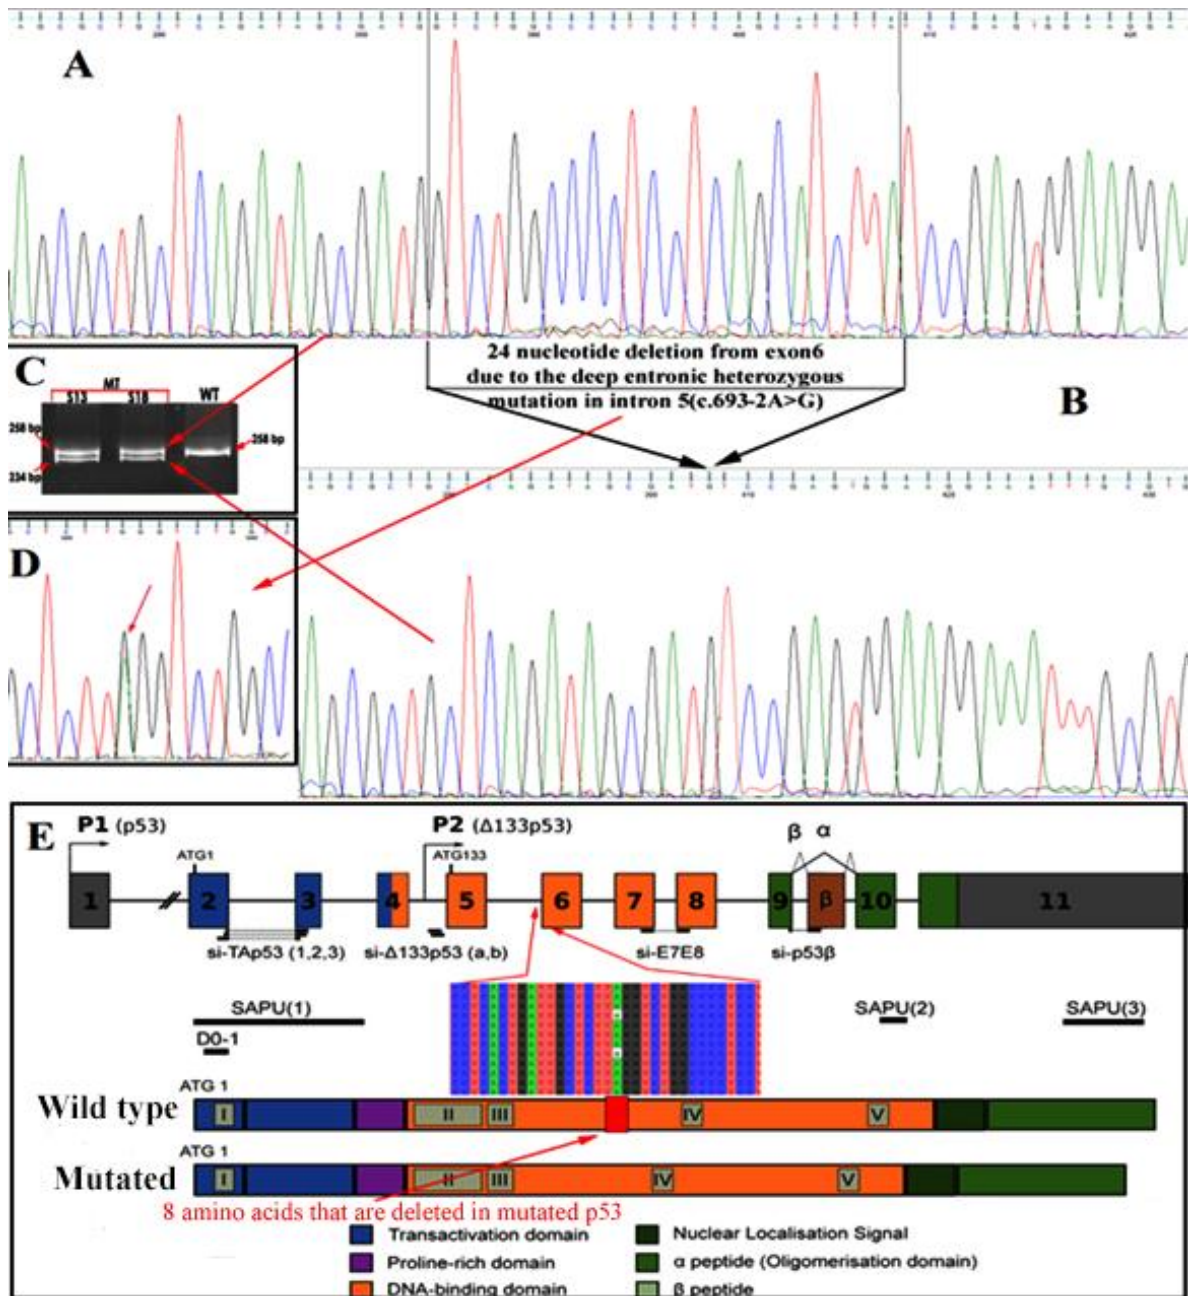 A
24 nucleotide deletion from exon6
due to the deep entronic heterozygous
mutation in intron 5(c.693-2A>G)
B
C
MT
S13 S18 WT
258 bp
258 bp
234 bp
D
E
P1 (p53)
P2 (Δ133p53)
β α
ATG1
ATG133
1 2 3 4 5 6 7 8 9 β 10 11
si-TAp53 (1,2,3) si-Δ133p53 (a,b) si-E7E8 si-p53β
SAPU(1) SAPU(2) SAPU(3)
D0-1
ATG 1
Wild type I II III IV V
ATG 1
Mutated I II III IV V
8 amino acids that are deleted in mutated p53
Transactivation domain
Proline-rich domain
DNA-binding domain
Nuclear Localisation Signal
α peptide (Oligomerisation domain)
β peptide